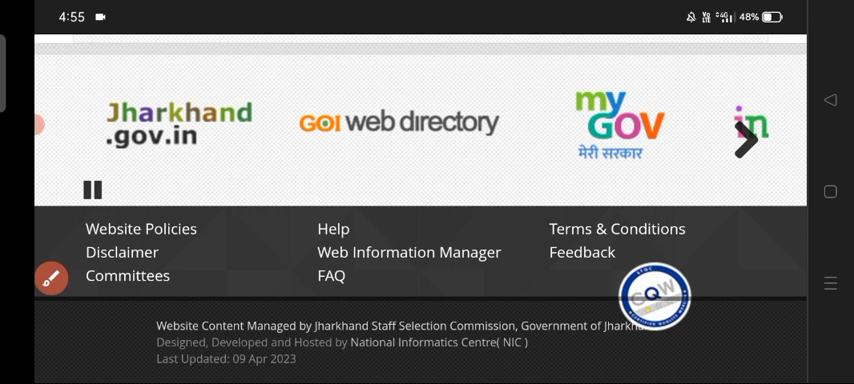 4:55
48%
Jharkhand
.gov.in
GOI web directory
my
GOV
मेरी सरकार
in
Website Policies
Help
Terms & Conditions
Disclaimer
Web Information Manager
Feedback
Committees
FAQ
Website Content Managed by Jharkhand Staff Selection Commission, Government of
Designed, Developed and Hosted by National Informatics Centre( NIC )
Last Updated: 09 Apr 2023